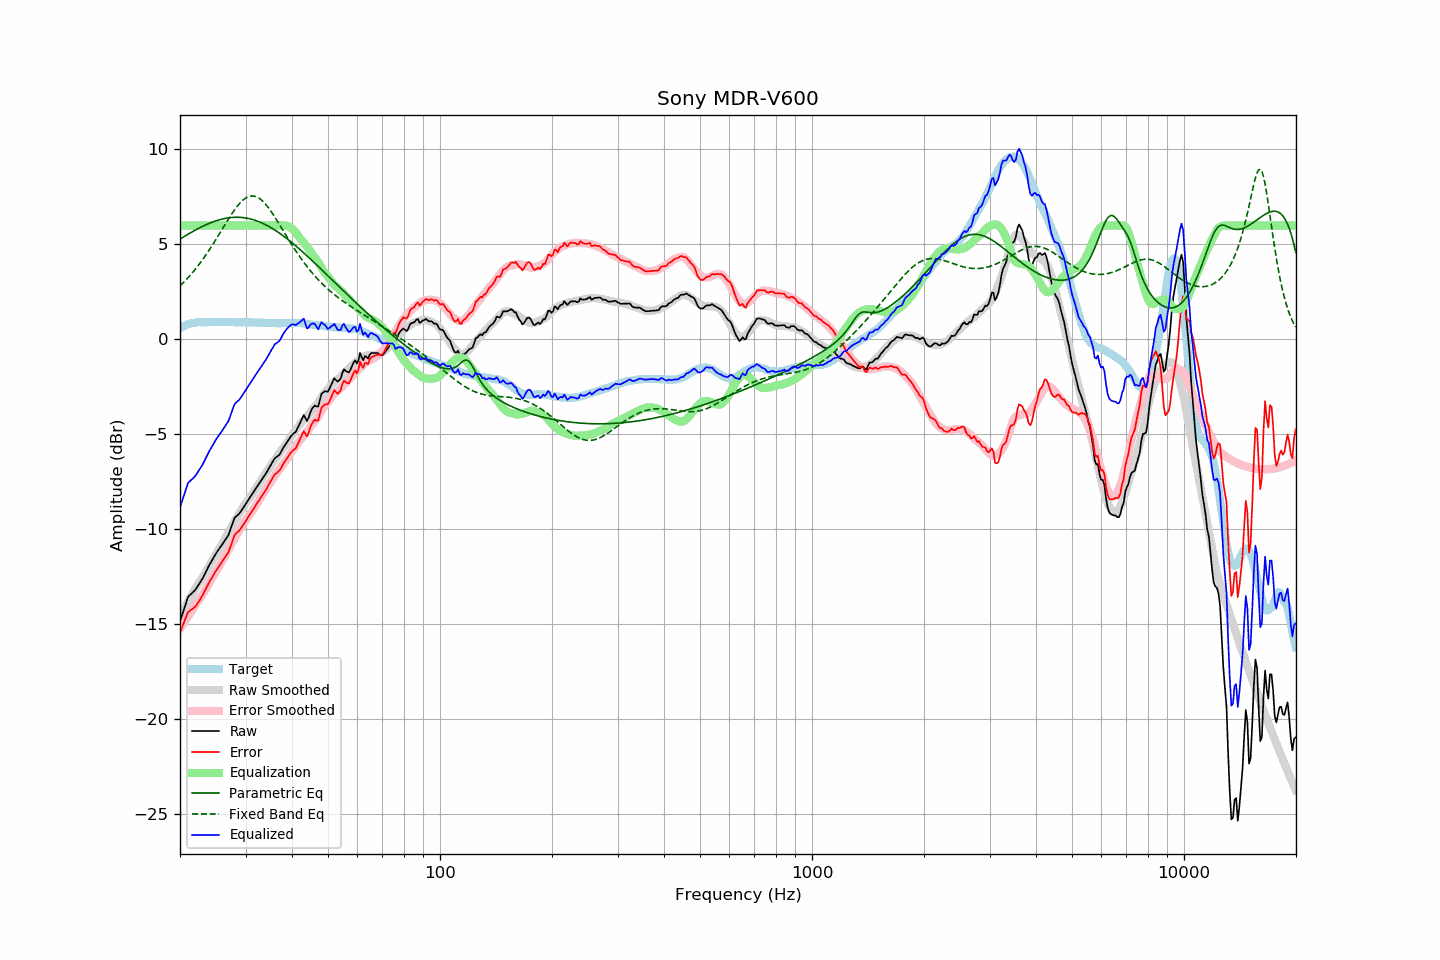 Sony MDR-V600
Amplitude (dBr)
10
5
0
−5
−10
−15
−20
−25
Target
Raw Smoothed
Error Smoothed
Raw
Error
Equalization
Parametric Eq
Fixed Band Eq
Equalized
100
1000
10000
Frequency (Hz)